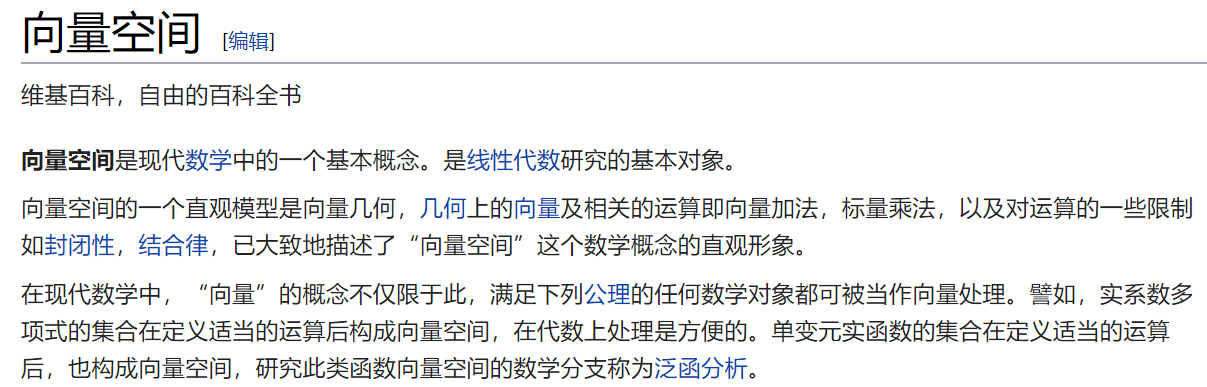 向量空间 [编辑]
维基百科，自由的百科全书
向量空间是现代数学中的一个基本概念。是线性代数研究的基本对象。
向量空间的一个直观模型是向量几何，几何上的向量及相关的运算即向量加法，标量乘法，以及对运算的一些限制
如封闭性，结合律，已大致地描述了“向量空间”这个数学概念的直观形象。
在现代数学中，“向量”的概念不仅限于此，满足下列公理的任何数学对象都可被当作向量处理。譬如，实系数多
项式的集合在定义适当的运算后构成向量空间，在代数上处理是方便的。单变元实函数的集合在定义适当的运算
后，也构成向量空间，研究此类函数向量空间的数学分支称为泛函分析。